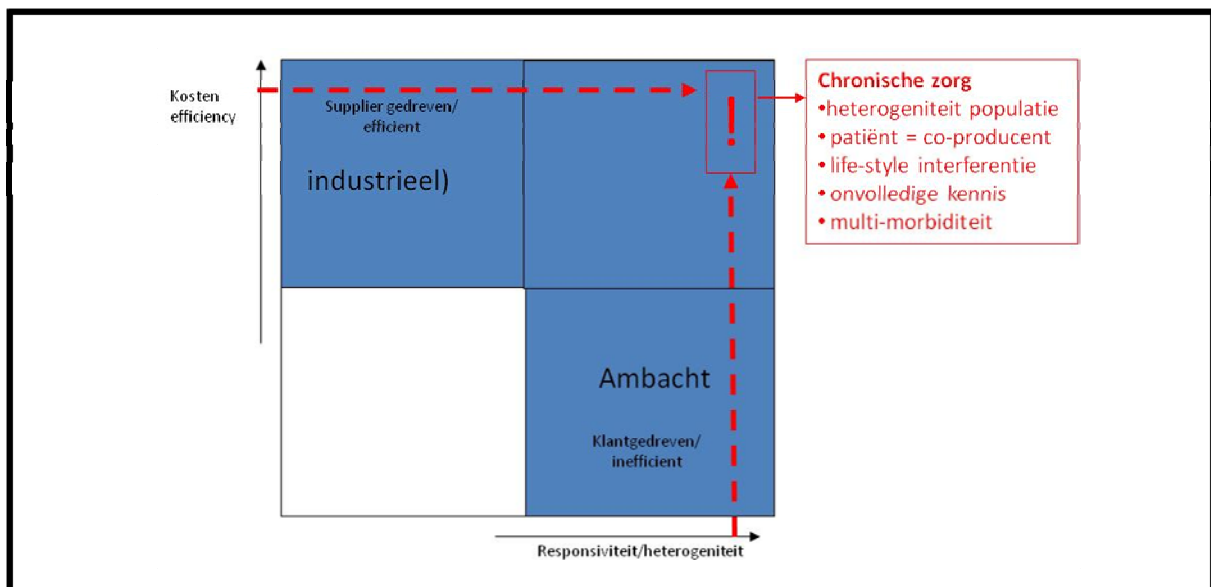 Kosten
efficiency
Supplier gedreven/
efficient
industrieel)
!
Chronische zorg
•heterogeniteit populatie
•patiënt = co-producent
•life-style interferentie
•onvolledige kennis
•multi-morbiditeit
Ambacht
Klantgedreven/
inefficient
Responsiviteit/heterogeniteit